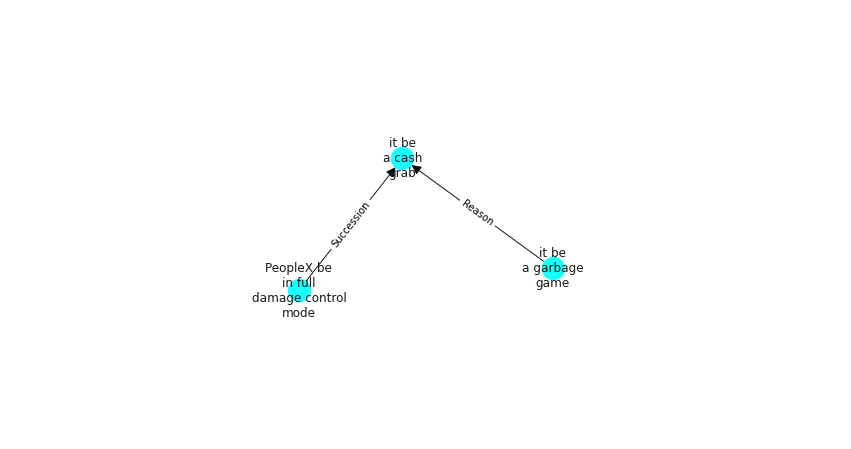 it be
a cash
grab
Succession
Reason
PeopleX be
in full
damage control
mode
it be
a garbage
game